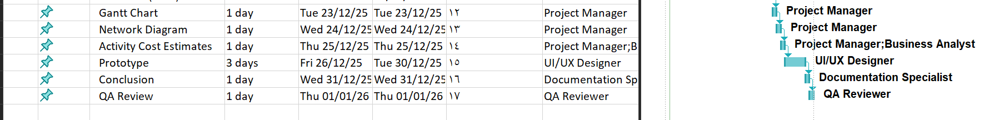 Gantt Chart 1 day Tue 23/12/25 Tue 23/12/25 ١٢ Project Manager Project Manager
Network Diagram 1 day Wed 24/12/25 Wed 24/12/25 ١٣ Project Manager Project Manager
Activity Cost Estimates 1 day Thu 25/12/25 Thu 25/12/25 ١٤ Project Manager;B Project Manager;Business Analyst
Prototype 3 days Fri 26/12/25 Tue 30/12/25 ١٥ UI/UX Designer UI/UX Designer
Conclusion 1 day Wed 31/12/25 Wed 31/12/25 ١٦ Documentation Sp Documentation Specialist
QA Review 1 day Thu 01/01/26 Thu 01/01/26 ١٧ QA Reviewer QA Reviewer